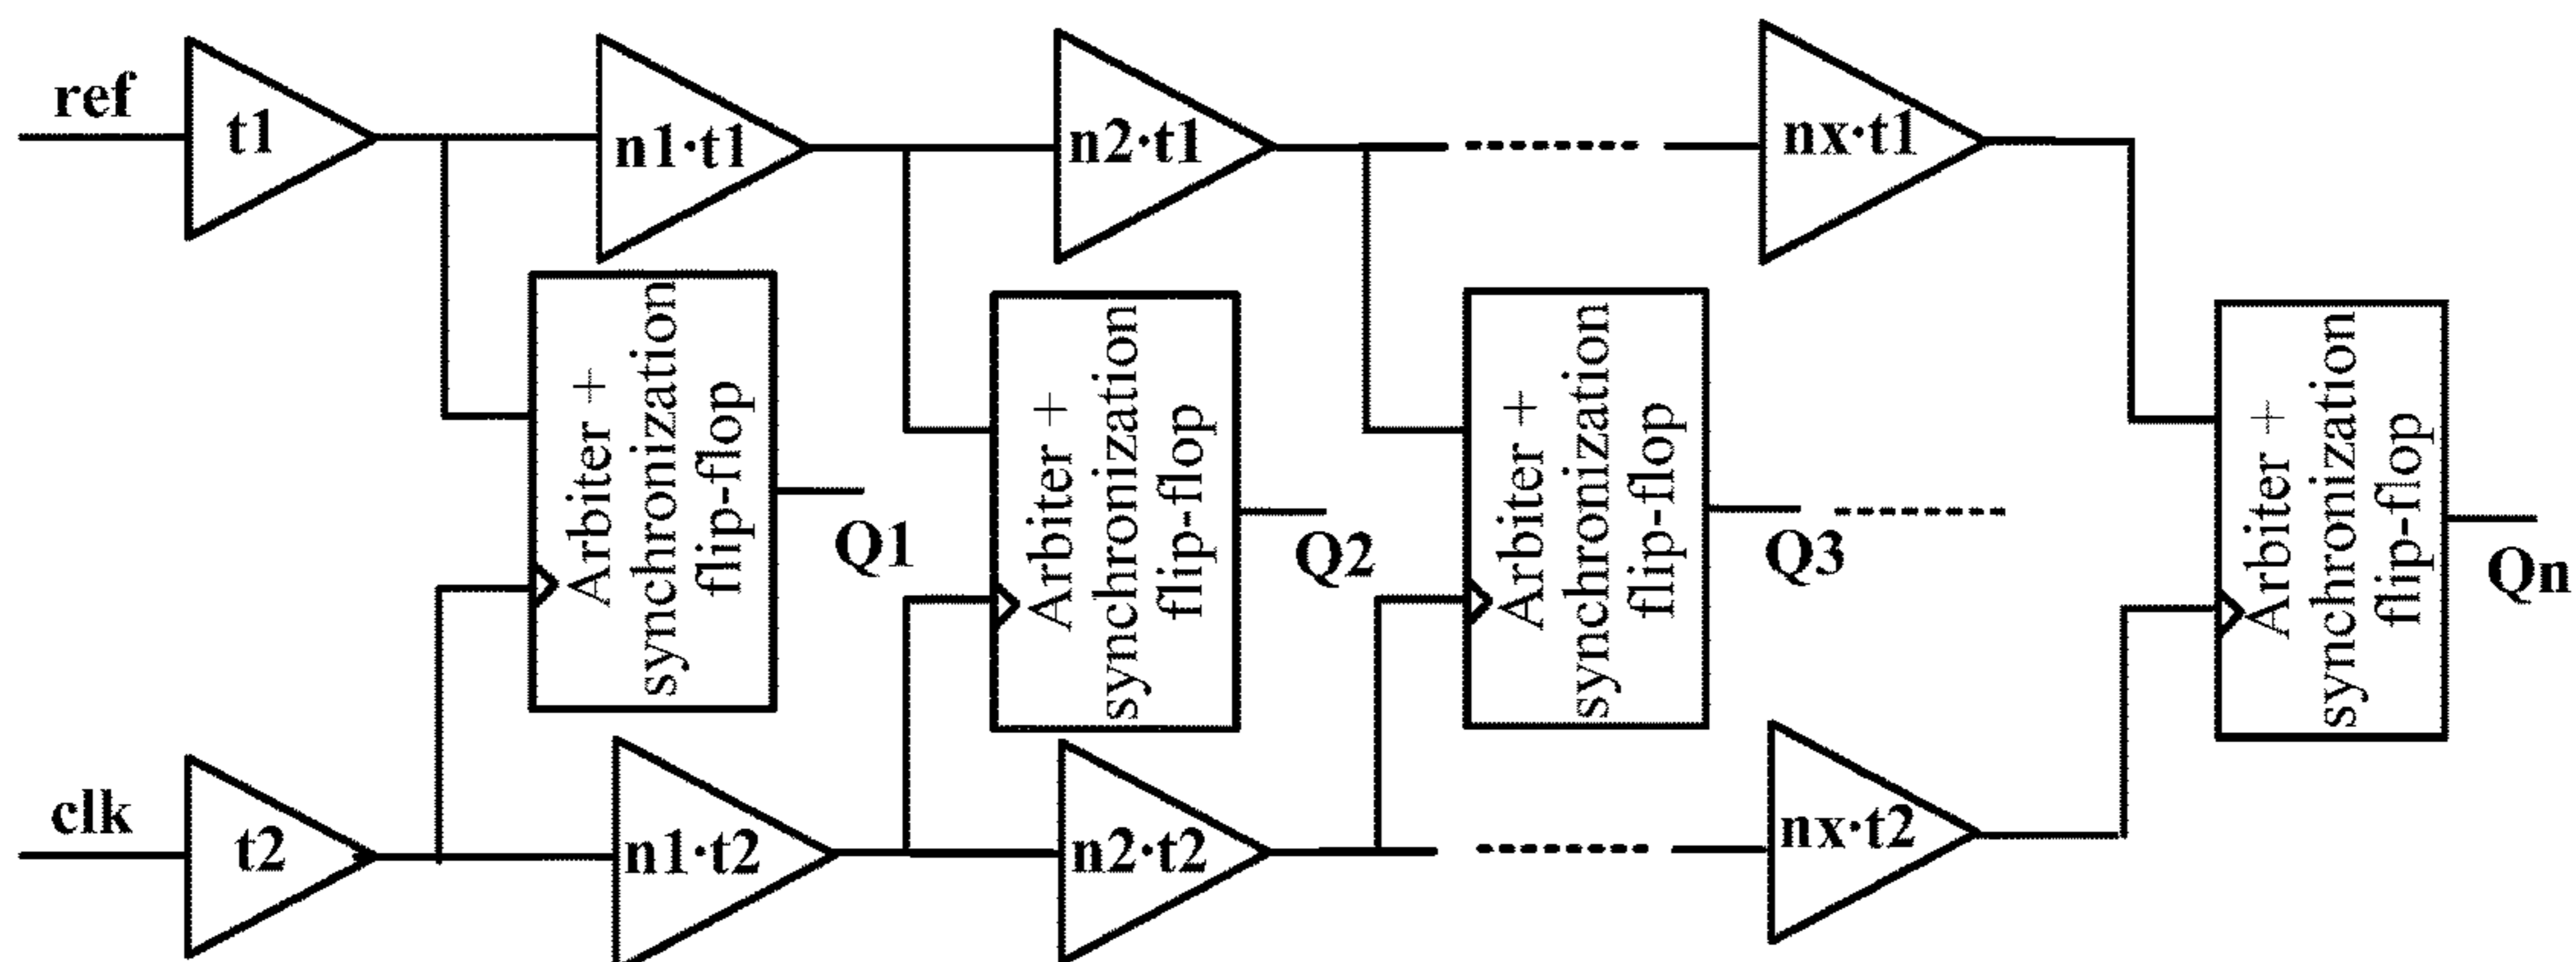 ref
t1
n1·t1
n2·t1
nx·t1
Arbiter +
synchronization
flip-flop
Q1
Arbiter +
synchronization
flip-flop
Q2
Arbiter +
synchronization
flip-flop
Q3
Arbiter +
synchronization
flip-flop
Qn
clk
t2
n1·t2
n2·t2
nx·t2